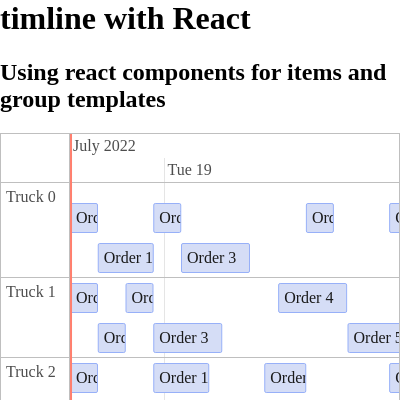 timline with React
Using react components for items and
group templates
July 2022
Tue 19
Truck 0
Ord Ord Ord
Order 1 Order 3
Truck 1
Ord Ord Order 4
Ord Order 3 Order 5
Truck 2
Ord Order 1 Order